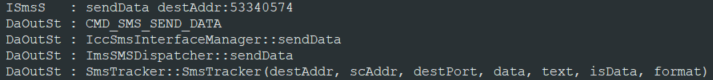 ISmsS   : sendData destAddr:53340574
DaOutSt : CMD_SMS_SEND_DATA
DaOutSt : IccSmsInterfaceManager::sendData
DaOutSt : ImsSMSDispatcher::sendData
DaOutSt : SmsTracker::SmsTracker(destAddr, scAddr, destPort, data, text, isData, format)